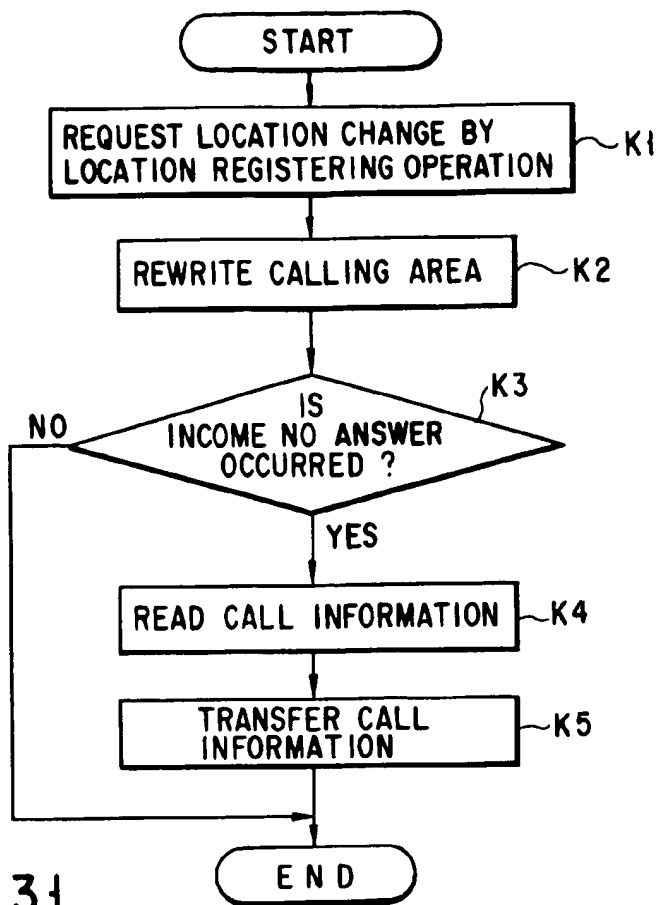 START
REQUEST LOCATION CHANGE BY
LOCATION REGISTERING OPERATION
K1
REWRITE CALLING AREA
K2
K3
IS
INCOME NO ANSWER
OCCURRED ?
NO
YES
READ CALL INFORMATION
K4
TRANSFER CALL
INFORMATION
K5
END
31